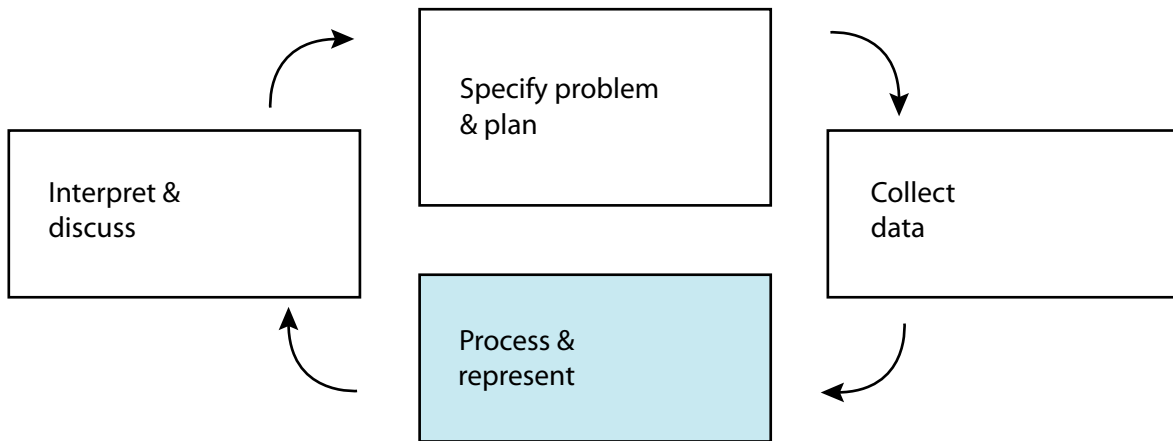 Specify problem
& plan
Interpret &
discuss
Collect
data
Process &
represent